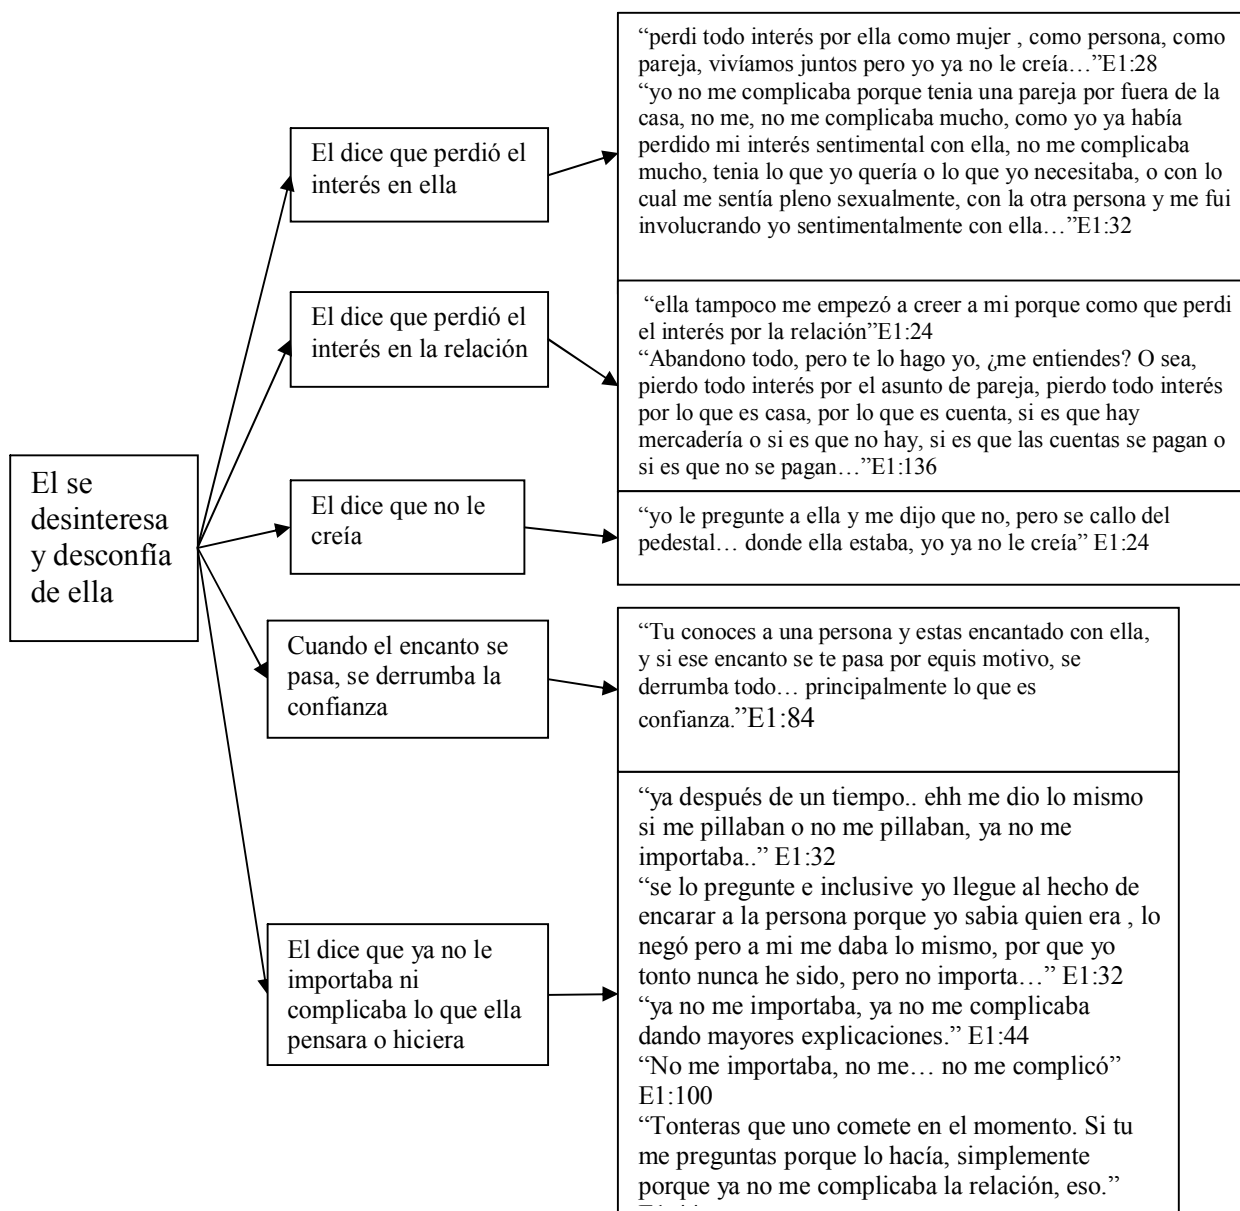 El se
desinteresa
y desconfía
de ella
El dice que perdió el
interés en ella
“perdi todo interés por ella como mujer , como persona, como
pareja, vivíamos juntos pero yo ya no le creía…”E1:28
“yo no me complicaba porque tenia una pareja por fuera de la
casa, no me, no me complicaba mucho, como yo ya había
perdido mi interés sentimental con ella, no me complicaba
mucho, tenia lo que yo quería o lo que yo necesitaba, o con lo
cual me sentía pleno sexualmente, con la otra persona y me fui
involucrando yo sentimentalmente con ella…”E1:32
El dice que perdió el
interés en la relación
“ella tampoco me empezó a creer a mi porque como que perdi
el interés por la relación”E1:24
“Abandono todo, pero te lo hago yo, ¿me entiendes? O sea,
pierdo todo interés por el asunto de pareja, pierdo todo interés
por lo que es casa, por lo que es cuenta, si es que hay
mercadería o si es que no hay, si es que las cuentas se pagan o
si es que no se pagan…”E1:136
El dice que no le
creía
“yo le pregunte a ella y me dijo que no, pero se callo del
pedestal… donde ella estaba, yo ya no le creía” E1:24
Cuando el encanto se
pasa, se derrumba la
confianza
“Tu conoces a una persona y estas encantado con ella,
y si ese encanto se te pasa por equis motivo, se
derrumba todo… principalmente lo que es
confianza.”E1:84
El dice que ya no le
importaba ni
complicaba lo que ella
pensara o hiciera
“ya después de un tiempo.. ehh me dio lo mismo
si me pillaban o no me pillaban, ya no me
importaba..” E1:32
“se lo pregunte e inclusive yo llegue al hecho de
encarar a la persona porque yo sabia quien era , lo
negó pero a mi me daba lo mismo, por que yo
tonto nunca he sido, pero no importa…” E1:32
“ya no me importaba, ya no me complicaba
dando mayores explicaciones.” E1:44
“No me importaba, no me… no me complicó”
E1:100
“Tonteras que uno comete en el momento. Si tu
me preguntas porque lo hacía, simplemente
porque ya no me complicaba la relación, eso.”